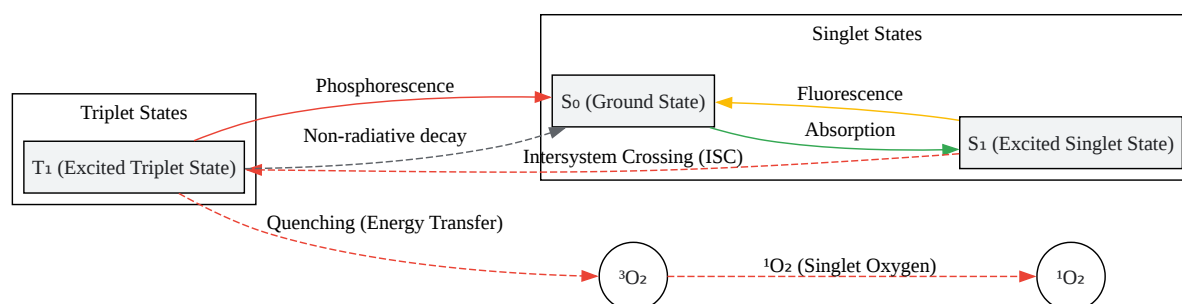 Singlet States
Phosphorescence
S₀ (Ground State)
Fluorescence
Triplet States
Non-radiative decay
Absorption
T₁ (Excited Triplet State)
Intersystem Crossing (ISC)
S₁ (Excited Singlet State)
Quenching (Energy Transfer)
³O₂
¹O₂ (Singlet Oxygen)
¹O₂